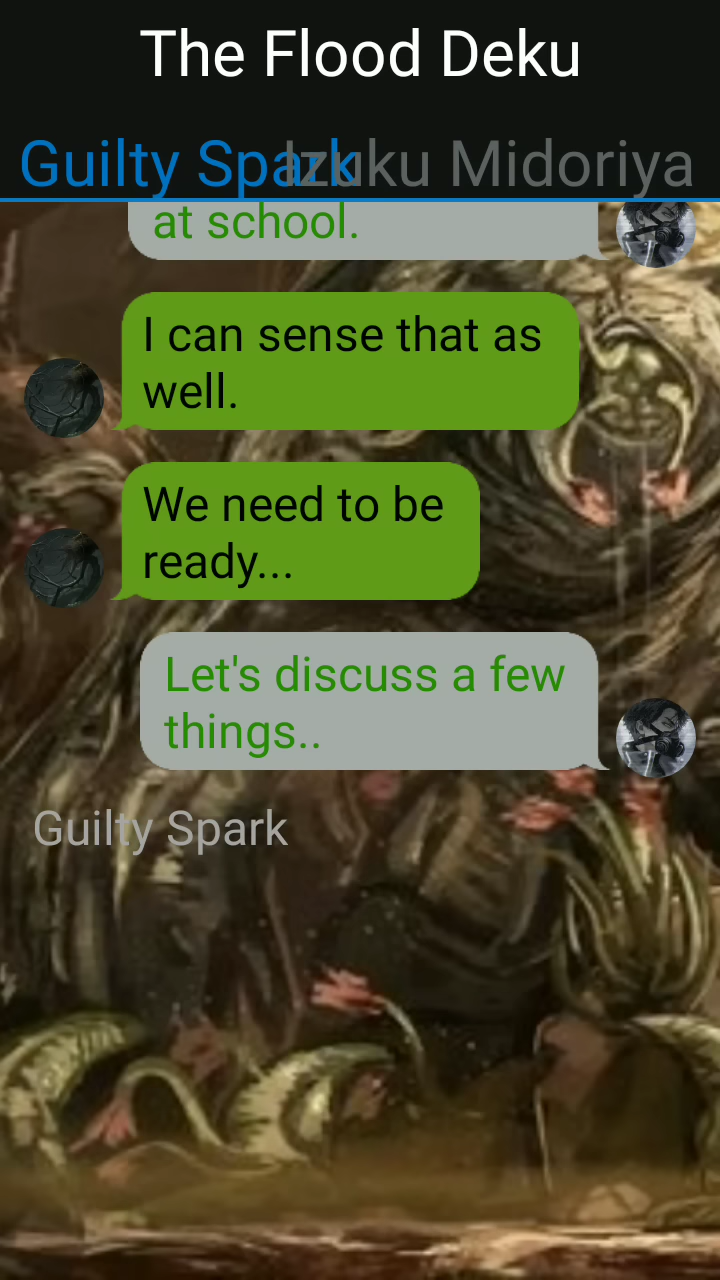 The Flood Deku
Guilty Spark Izuku Midoriya
at school.
I can sense that as
well.
We need to be
ready...
Let's discuss a few
things..
Guilty Spark